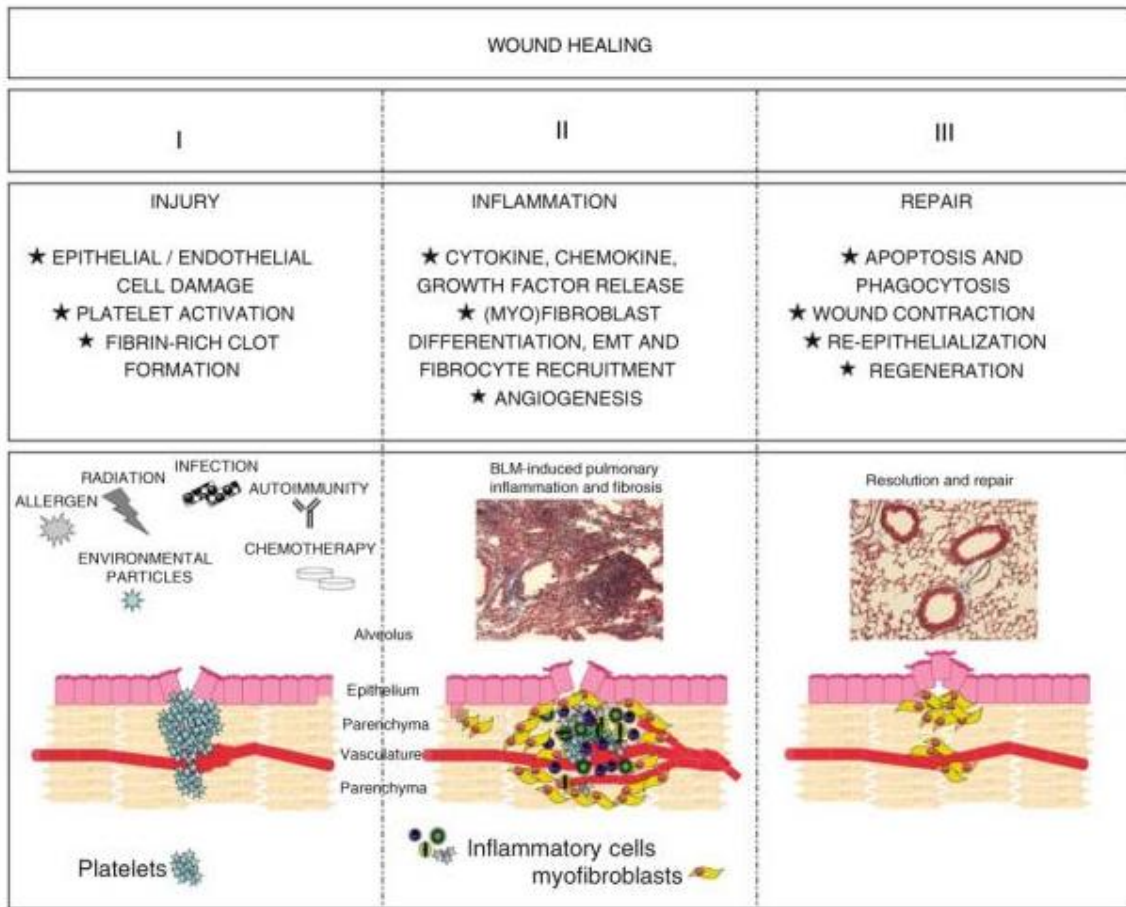 WOUND HEALING
I
II
III
INJURY
★ EPITHELIAL / ENDOTHELIAL
CELL DAMAGE
★ PLATELET ACTIVATION
★ FIBRIN-RICH CLOT
FORMATION
INFLAMMATION
★ CYTOKINE, CHEMOKINE,
GROWTH FACTOR RELEASE
★ (MYO)FIBROBLAST
DIFFERENTIATION, EMT AND
FIBROCYTE RECRUITMENT
★ ANGIOGENESIS
REPAIR
★ APOPTOSIS AND
PHAGOCYTOSIS
★ WOUND CONTRACTION
★ RE-EPITHELIALIZATION
★ REGENERATION
ALLERGEN
RADIATION
INFECTION
AUTOIMMUNITY
ENVIRONMENTAL
PARTICLES
CHEMOTHERAPY
BLM-induced pulmonary
inflammation and fibrosis
Resolution and repair
Alveolus
Epithelium
Parenchyma
Vasculature
Parenchyma
Platelets
Inflammatory cells
myofibroblasts